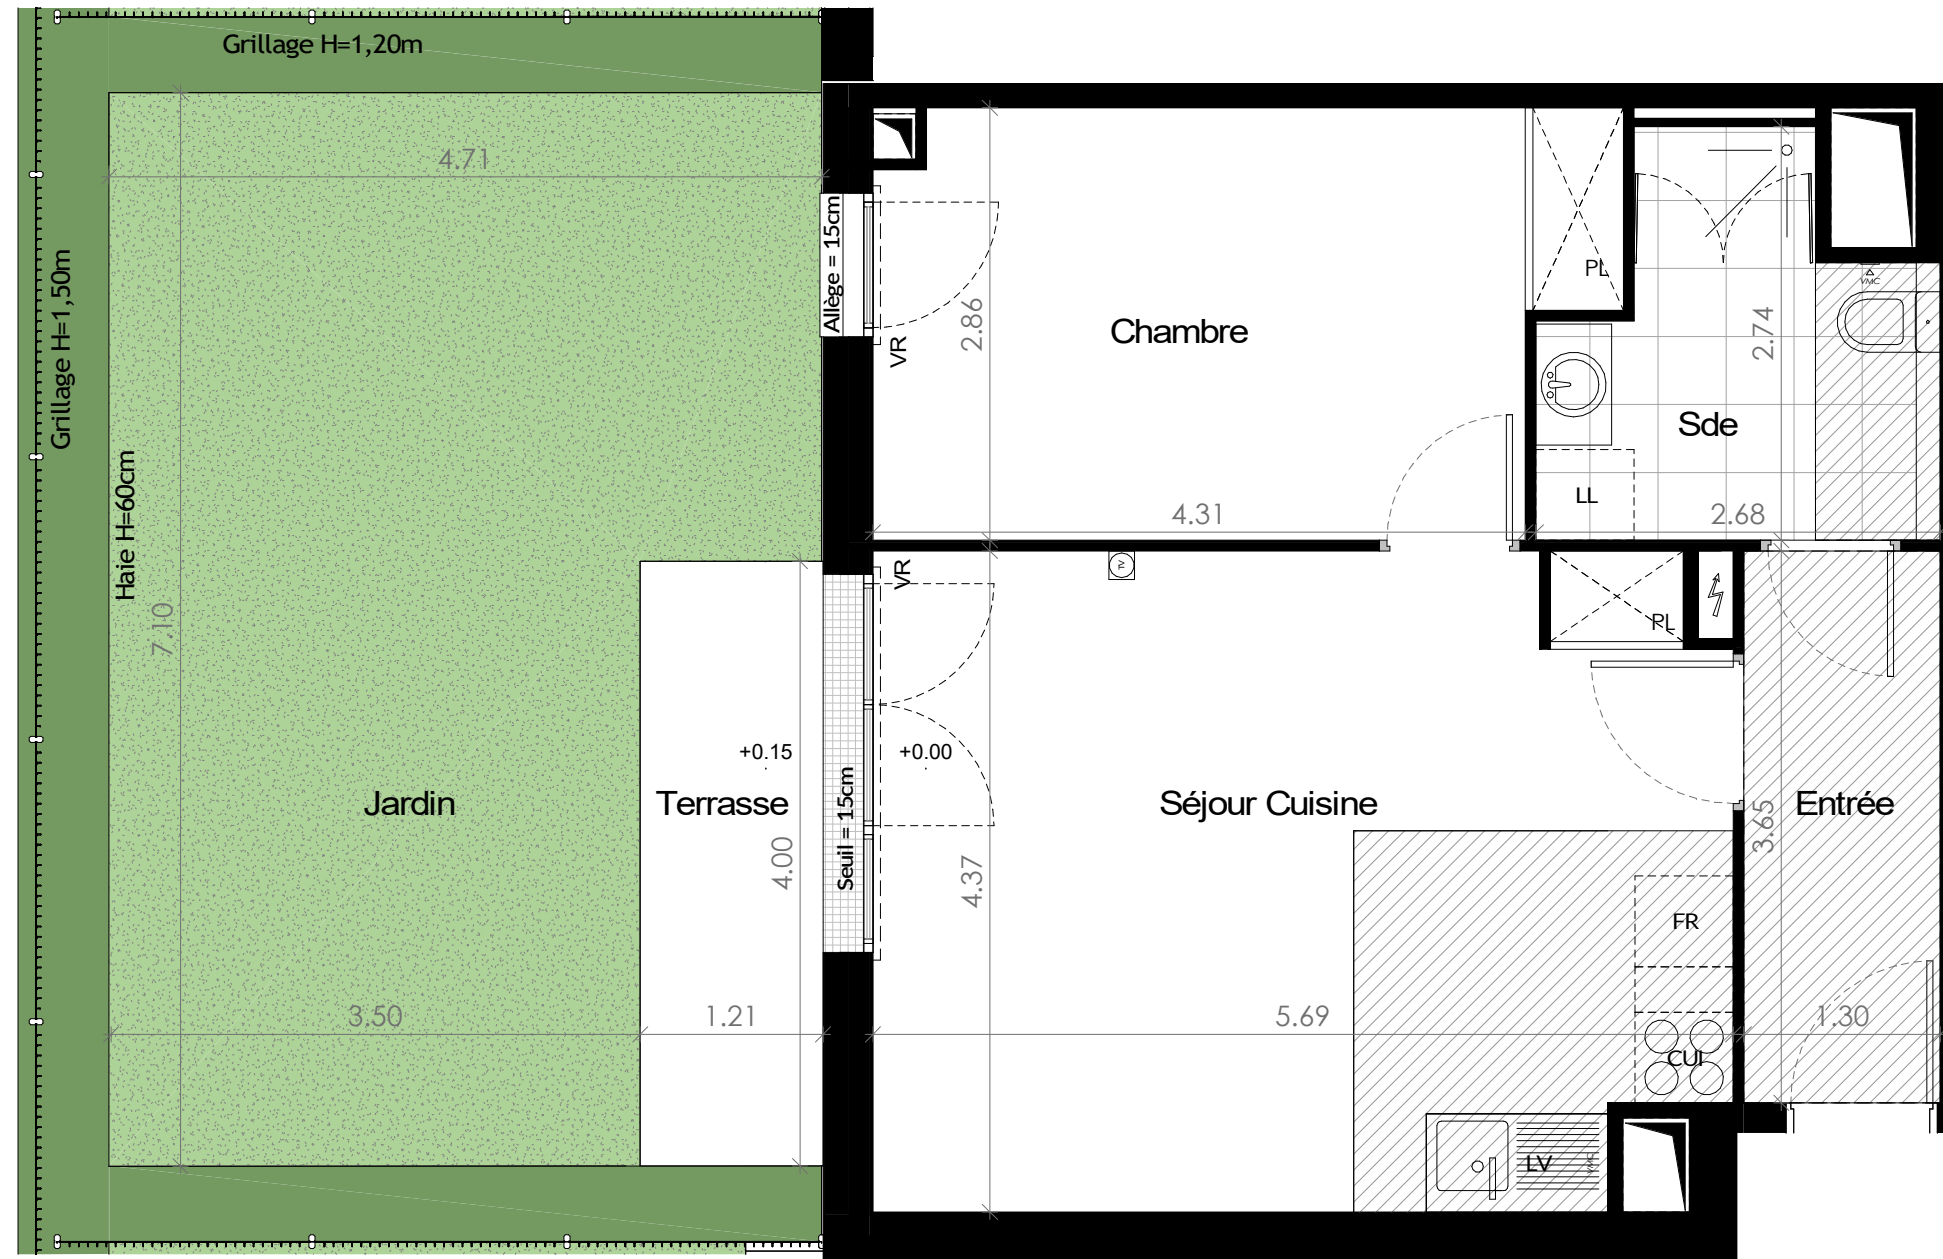 Grillage H=1,20m
4.71
Grillage H=1,50m
Allège = 15cm
PL
VMC
VR
2.86
Chambre
2.74
Sde
Haie H=60cm
LL
4.31
2.68
VR
TV
7.10
PL
+0.15
+0.00
Jardin
Terrasse
Séjour Cuisine
Entrée
4.00
Seuil = 15cm
4.37
3.65
FR
3.50
1.21
5.69
1.30
CUI
LV
VMC